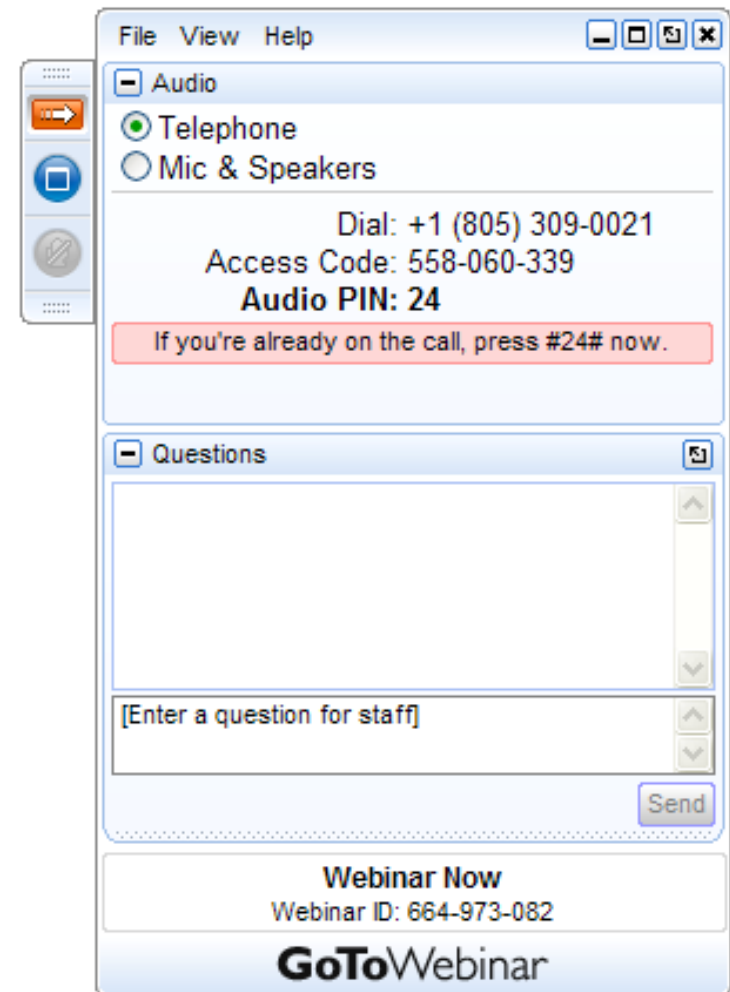 File View Help
Audio
Telephone
Mic & Speakers
Dial: +1 (805) 309-0021
Access Code: 558-060-339
Audio PIN: 24
If you're already on the call, press #24# now.
Questions
[Enter a question for staff]
Send
Webinar Now
Webinar ID: 664-973-082
GoToWebinar